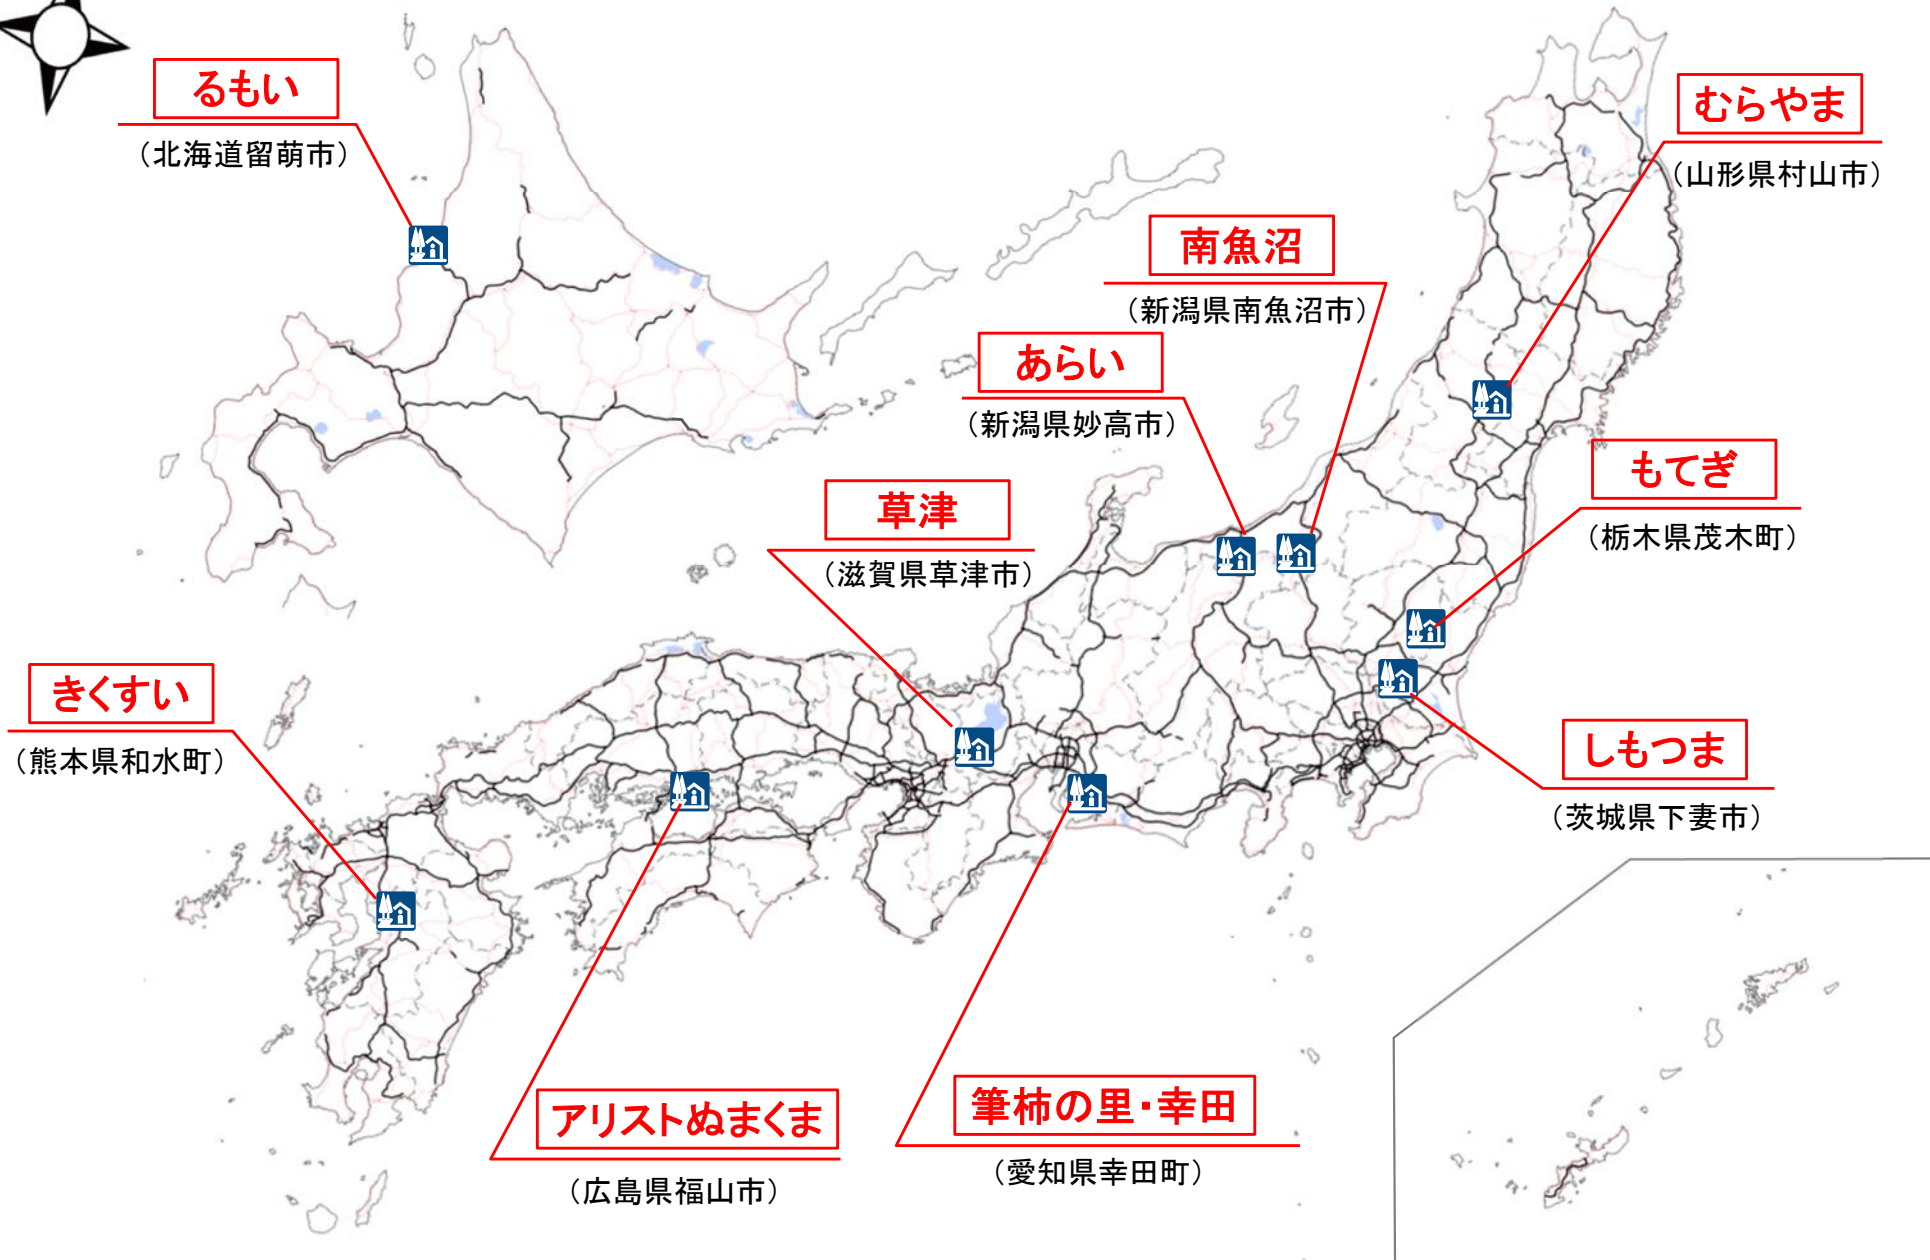 るもい
（北海道留萌市）
むらやま
（山形県村山市）
南魚沼
（新潟県南魚沼市）
あらい
（新潟県妙高市）
もてぎ
（栃木県茂木町）
草津
（滋賀県草津市）
きくすい
（熊本県和水町）
しもつま
（茨城県下妻市）
アリストぬまくま
（広島県福山市）
筆柿の里・幸田
（愛知県幸田町）